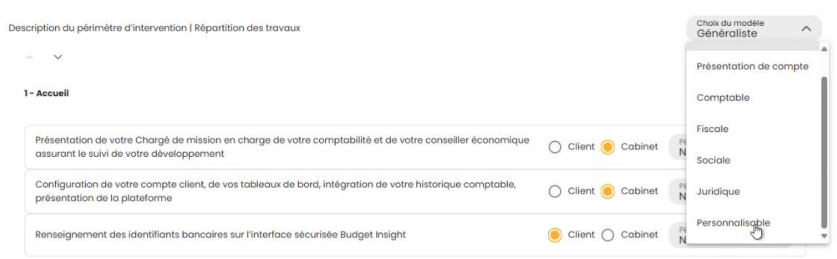 Description du périmètre d'intervention | Répartition des travaux
Choix du modèle
Généraliste
1 - Accueil
Présentation de compte
Comptable
Fiscale
Sociale
Juridique
Personnalisable
Présentation de votre Chargé de mission en charge de votre comptabilité et de votre conseiller économique
assurant le suivi de votre développement
Client Cabinet
Configuration de votre compte client, de vos tableaux de bord, intégration de votre historique comptable,
présentation de la plateforme
Client Cabinet
Renseignement des identifiants bancaires sur l'interface sécurisée Budget Insight
Client Cabinet